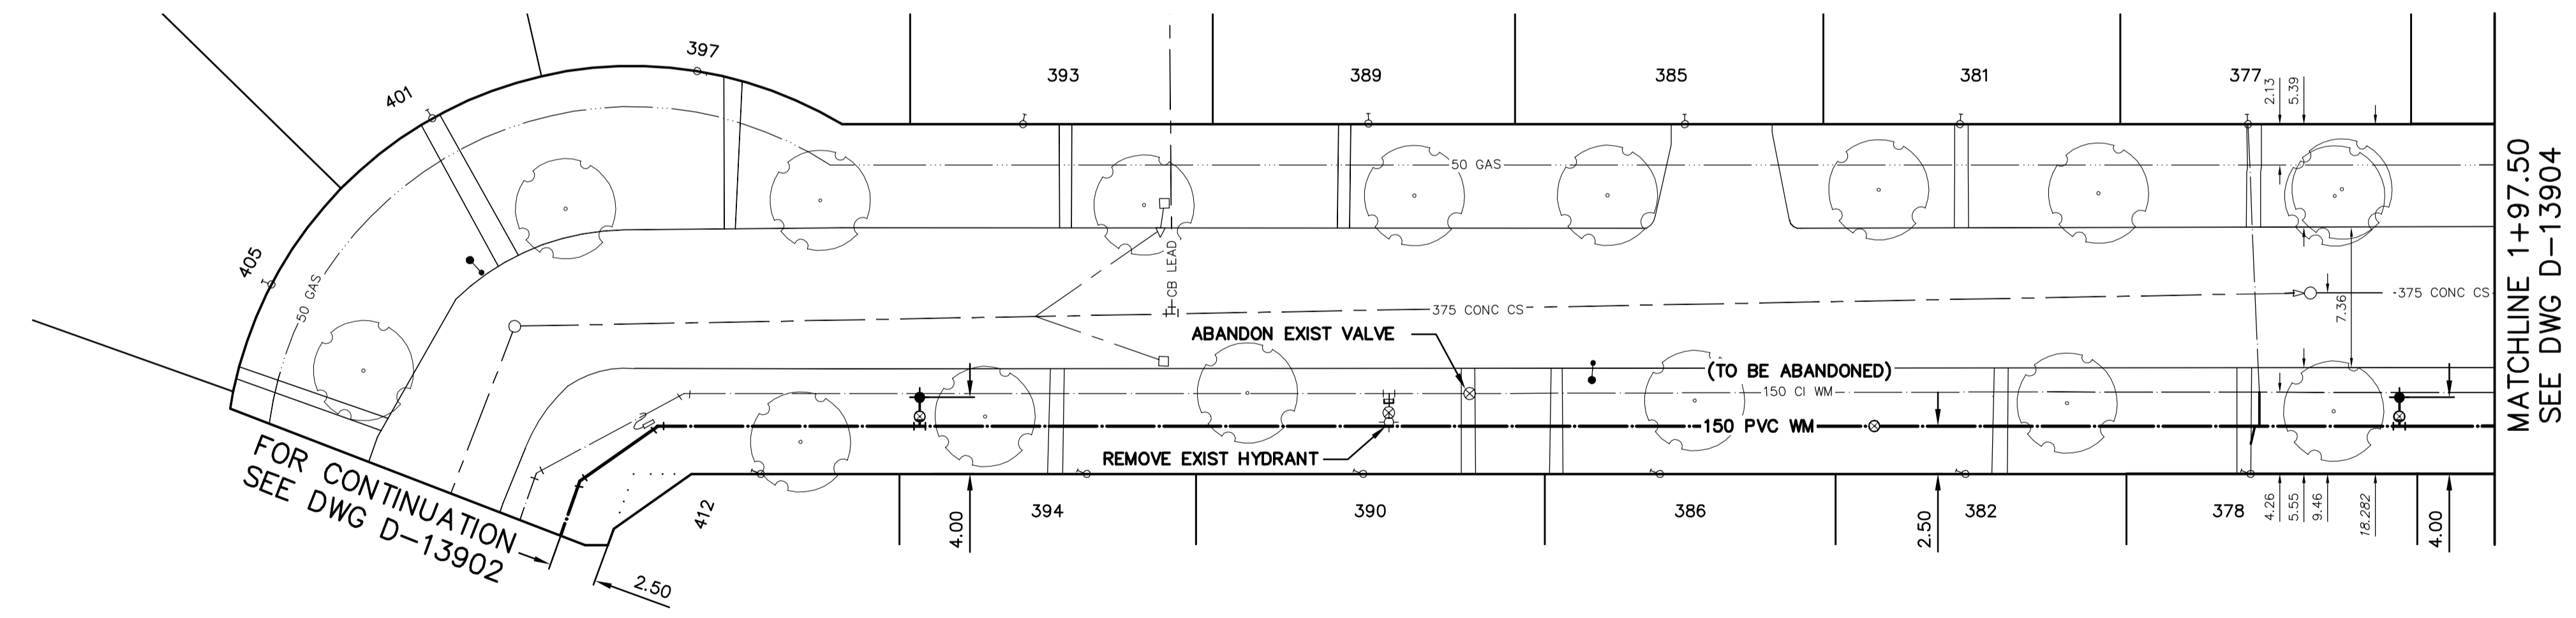 397
401
405
393
389
385
381
377
2.13
5.39
50 GAS
50 GAS
CB LEAD
375 CONC CS
-375 CONC CS
7.36
MATCHLINE 1+97.50
SEE DWG D-13904
ABANDON EXIST VALVE
(TO BE ABANDONED)
150 CI WM
150 PVC WM
REMOVE EXIST HYDRANT
FOR CONTINUATION
SEE DWG D-13902
412
394
390
386
382
378
4.00
2.50
2.50
4.26
5.55
9.46
18.282
4.00